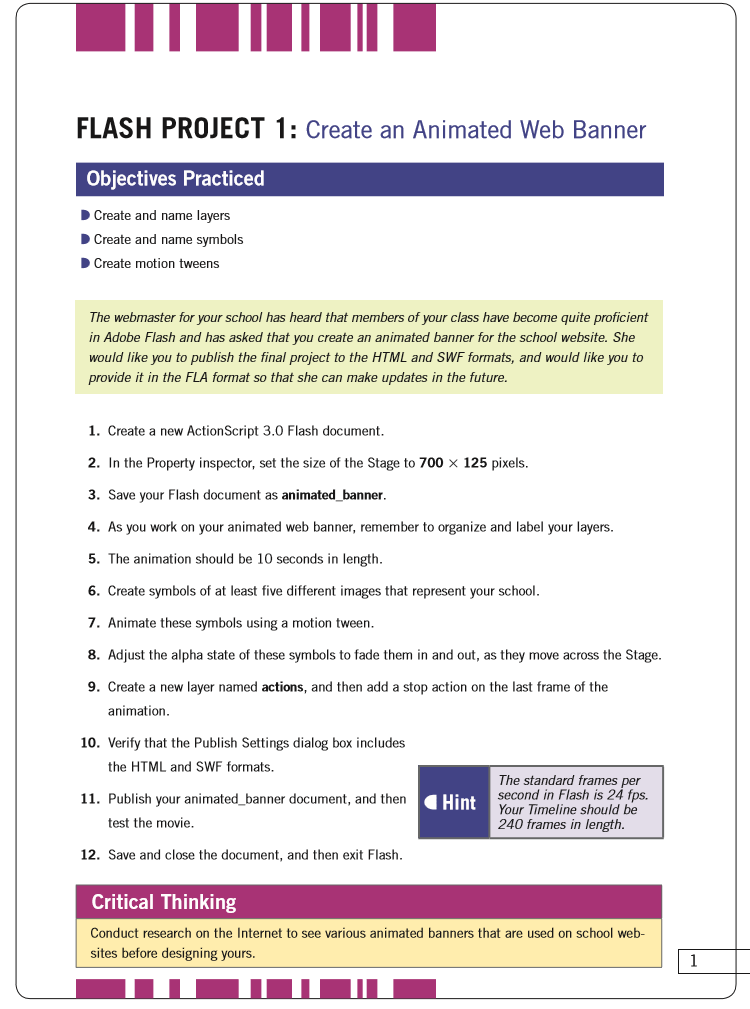 FLASH PROJECT 1: Create an Animated Web Banner
Objectives Practiced
Create and name layers
Create and name symbols
Create motion tweens
The webmaster for your school has heard that members of your class have become quite proficient
in Adobe Flash and has asked that you create an animated banner for the school website. She
would like you to publish the final project to the HTML and SWF formats, and would like you to
provide it in the FLA format so that she can make updates in the future.
1. Create a new ActionScript 3.0 Flash document.
2. In the Property inspector, set the size of the Stage to 700 × 125 pixels.
3. Save your Flash document as animated_banner.
4. As you work on your animated web banner, remember to organize and label your layers.
5. The animation should be 10 seconds in length.
6. Create symbols of at least five different images that represent your school.
7. Animate these symbols using a motion tween.
8. Adjust the alpha state of these symbols to fade them in and out, as they move across the Stage.
9. Create a new layer named actions, and then add a stop action on the last frame of the
animation.
10. Verify that the Publish Settings dialog box includes
the HTML and SWF formats.
11. Publish your animated_banner document, and then
test the movie.
12. Save and close the document, and then exit Flash.
Hint
The standard frames per
second in Flash is 24 fps.
Your Timeline should be
240 frames in length.
Critical Thinking
Conduct research on the Internet to see various animated banners that are used on school web-
sites before designing yours.
1